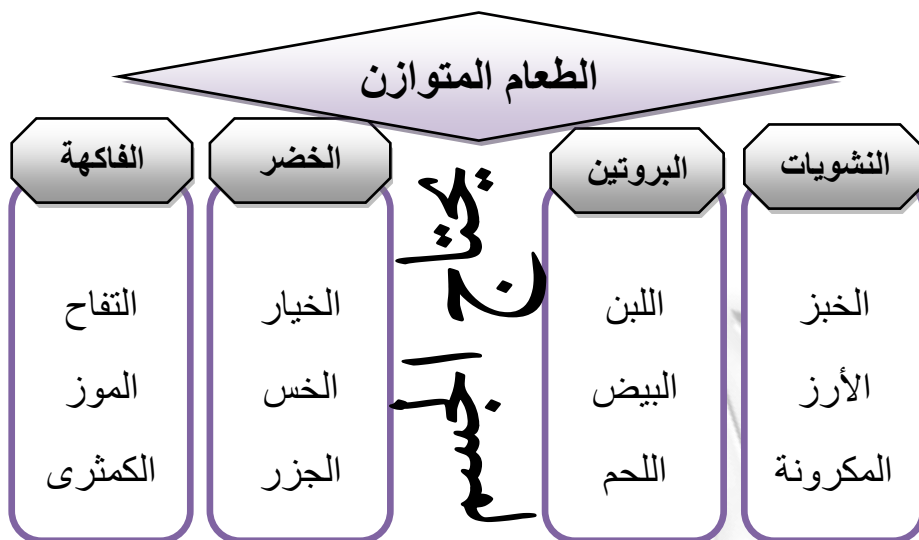 الطعام المتوازن
النشويات
الخبز
الأرز
المكرونة
البروتين
اللبن
البيض
اللحم
يحتاج الجسم
الخضر
الخيار
الخس
الجزر
الفاكهة
التفاح
الموز
الكمثرى